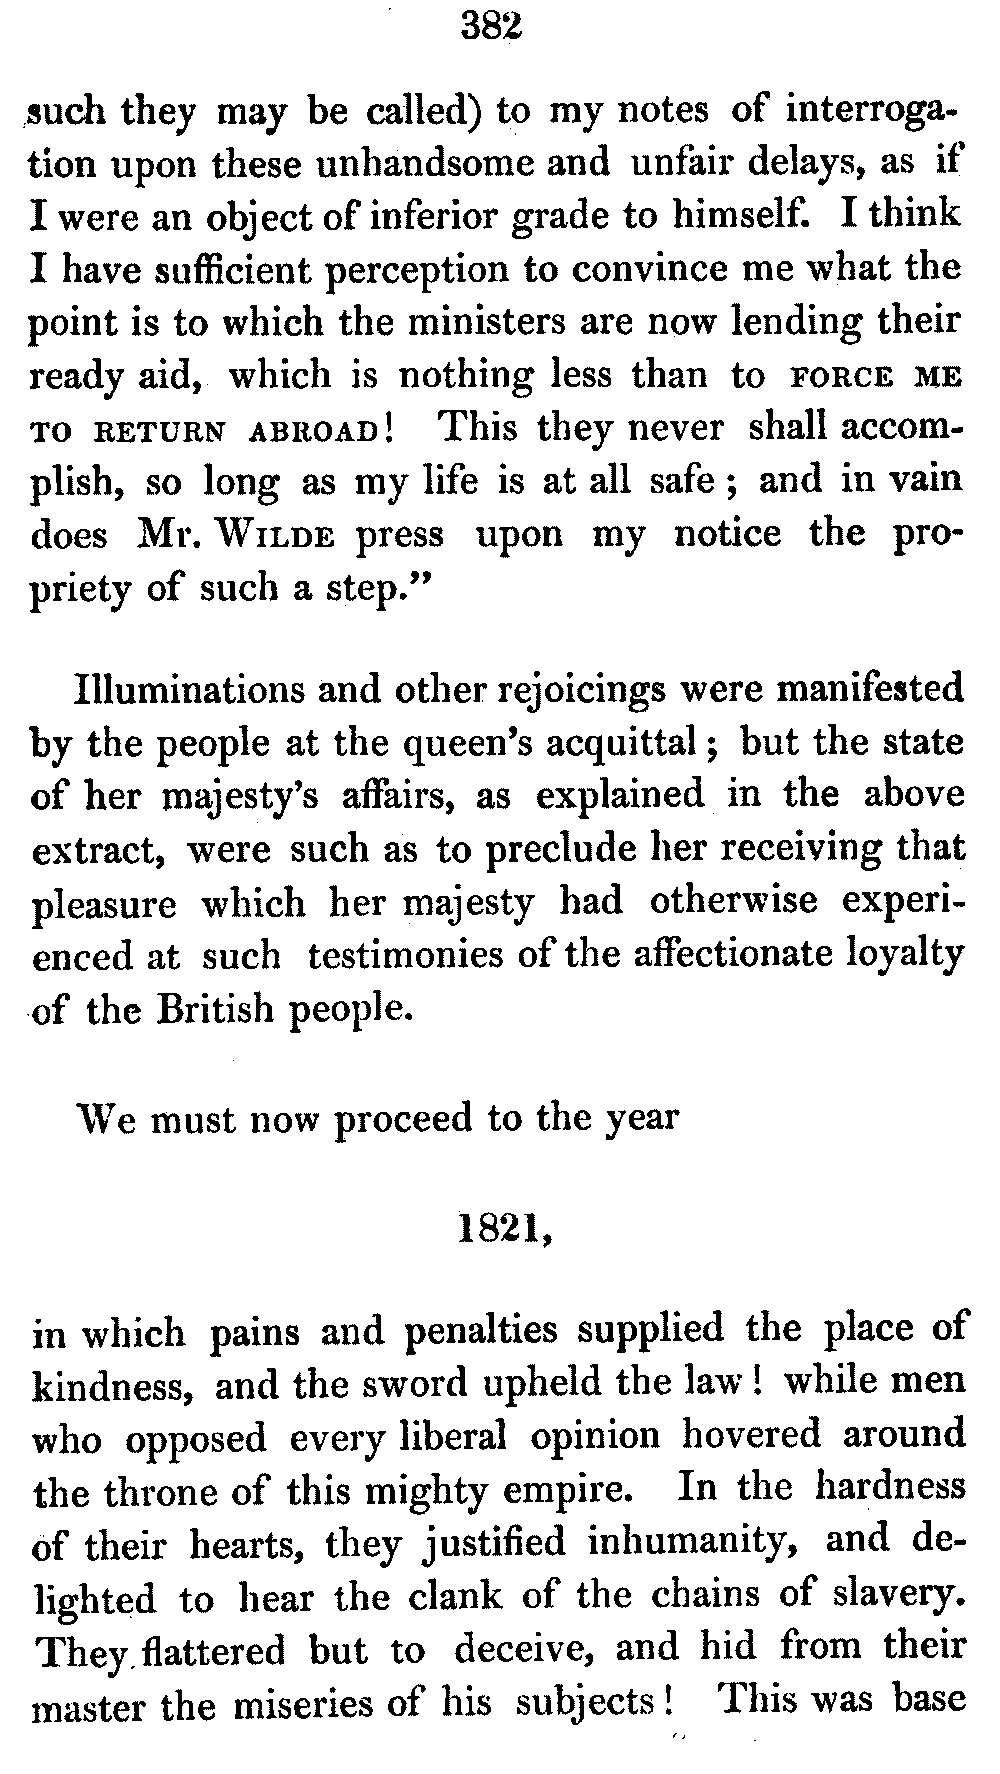 382
such they may be called) to my notes of interroga-
tion upon these unhandsome and unfair delays, as if
I were an object of inferior grade to himself. I think
I have sufficient perception to convince me what the
point is to which the ministers are now lending their
ready aid, which is nothing less than to FORCE ME
TO RETURN ABROAD! This they never shall accom-
plish, so long as my life is at all safe; and in vain
does Mr. WILDE press upon my notice the pro-
priety of such a step."
Illuminations and other rejoicings were manifested
by the people at the queen's acquittal; but the state
of her majesty's affairs, as explained in the above
extract, were such as to preclude her receiving that
pleasure which her majesty had otherwise experi-
enced at such testimonies of the affectionate loyalty
of the British people.
We must now proceed to the year
1821,
in which pains and penalties supplied the place of
kindness, and the sword upheld the law! while men
who opposed every liberal opinion hovered around
the throne of this mighty empire. In the hardness
of their hearts, they justified inhumanity, and de-
lighted to hear the clank of the chains of slavery.
They flattered but to deceive, and hid from their
master the miseries of his subjects! This was base